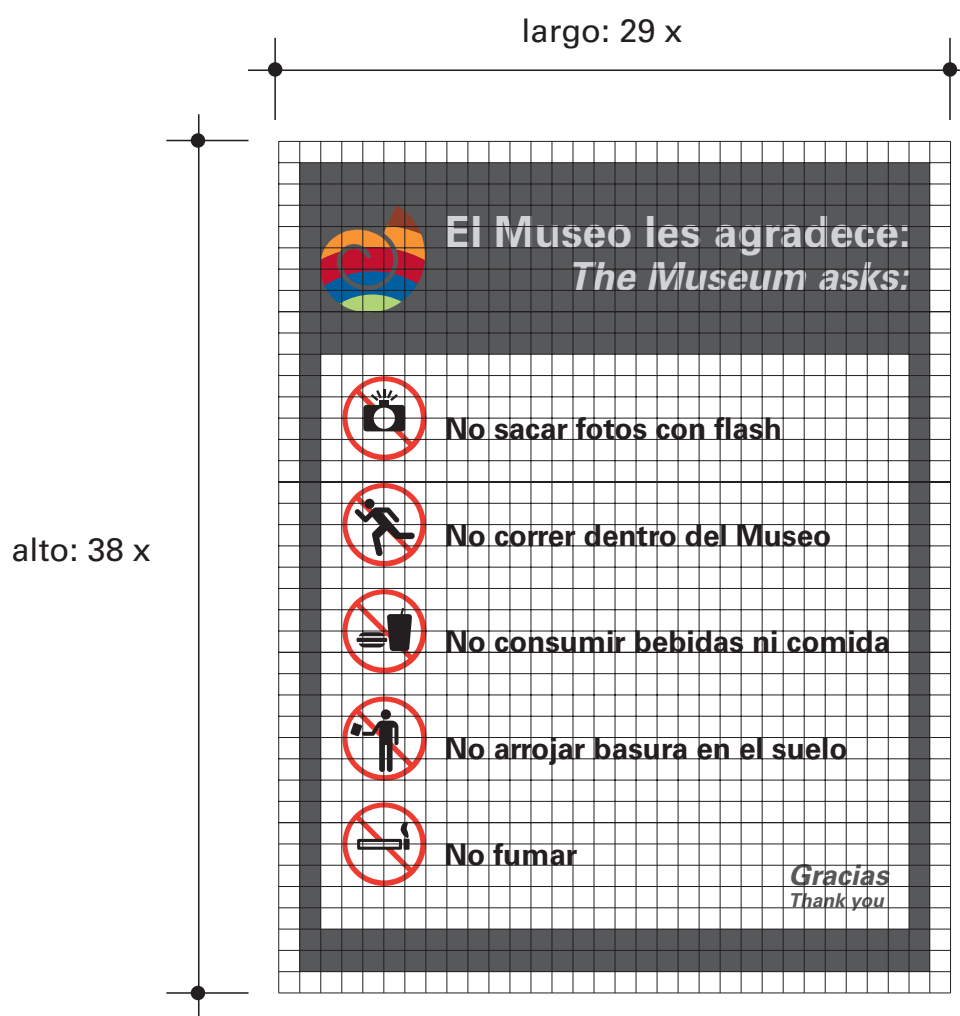 largo: 29 x
El Museo les agradece:
The Museum asks:
No sacar fotos con flash
No correr dentro del Museo
alto: 38 x
No consumir bebidas ni comida
No arrojar basura en el suelo
No fumar
Gracias
Thank you